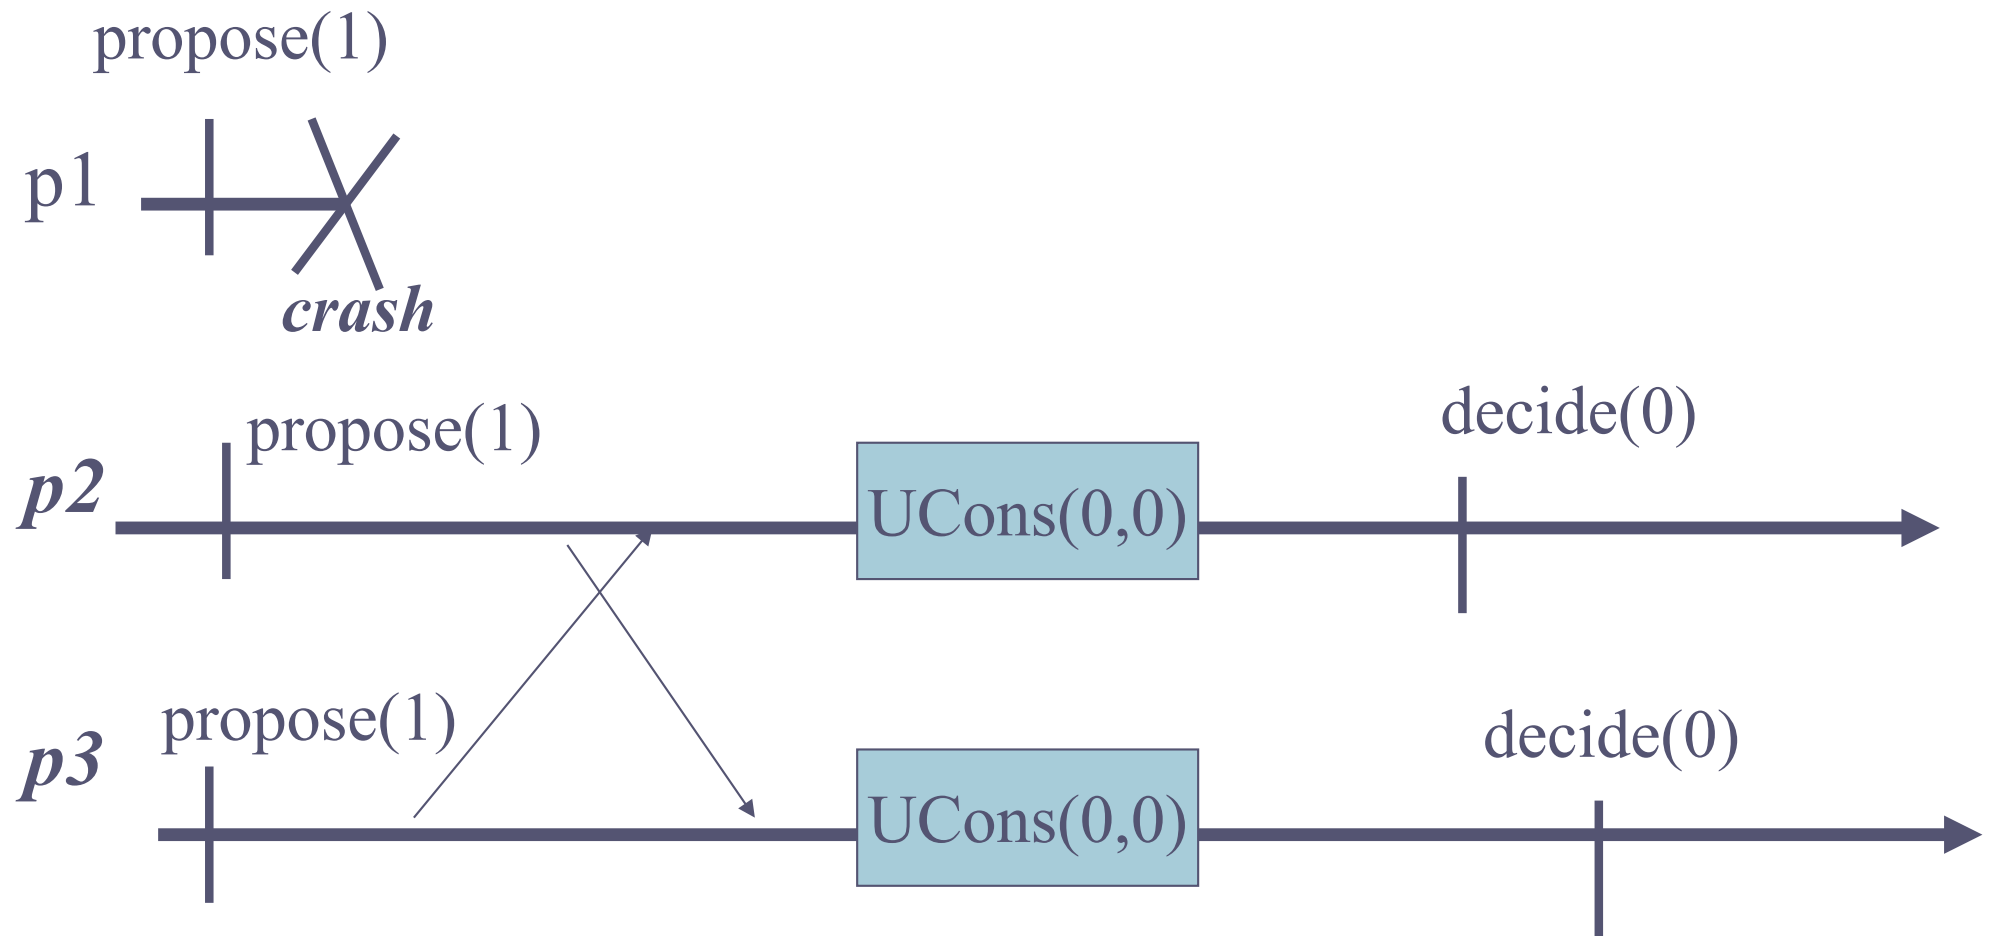 propose(1)
p1
crash
propose(1)
decide(0)
p2
UCons(0,0)
propose(1)
decide(0)
p3
UCons(0,0)